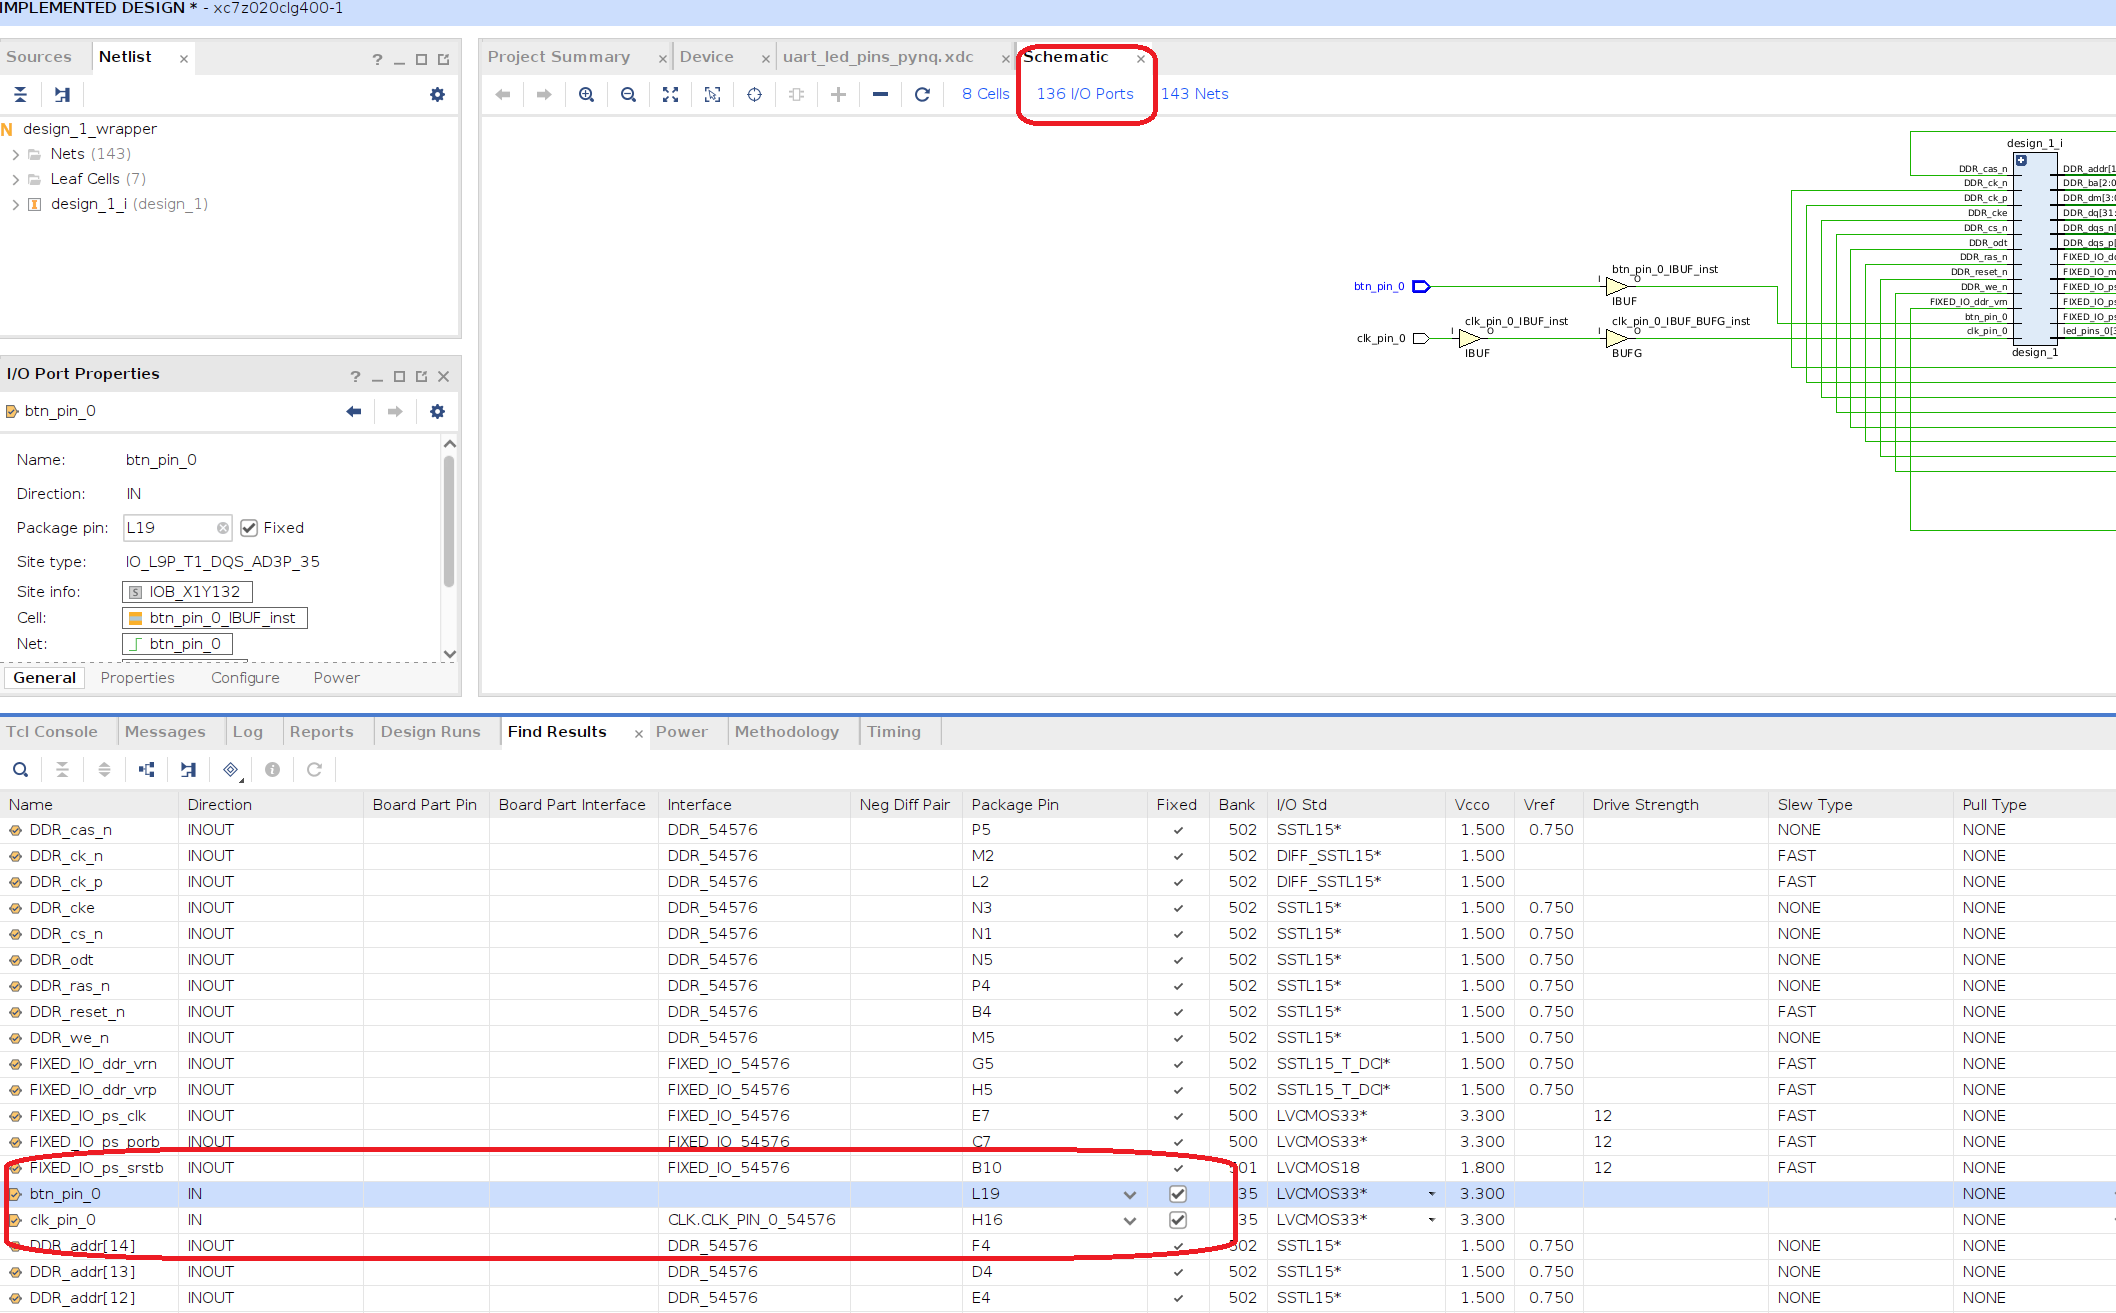 IMPLEMENTED DESIGN * - xc7z020clg400-1
Sources Netlist
design_1_wrapper
Nets (143)
Leaf Cells (7)
design_1_i (design_1)
I/O Port Properties
btn_pin_0
Name: btn_pin_0
Direction: IN
Package pin: L19 Fixed
Site type: IO_L9P_T1_DQS_AD3P_35
Site info: IOB_X1Y132
Cell: btn_pin_0_IBUF_inst
Net: btn_pin_0
General Properties Configure Power
Project Summary Device uart_led_pins_pynq.xdc Schematic
8 Cells 136 I/O Ports 143 Nets
design_1_i
DDR_cas_n
DDR_ck_n
DDR_ck_p
DDR_cke
DDR_cs_n
DDR_odt
DDR_ras_n
DDR_reset_n
DDR_we_n
FIXED_IO_ddr_vrn
btn_pin_0
clk_pin_0
DDR_addr[1
DDR_ba[2:0
DDR_dm[3:0
DDR_dq[31:
DDR_dqs_n[
DDR_dqs_p[
FIXED_IO_dd
FIXED_IO_m
FIXED_IO_ps
FIXED_IO_ps
FIXED_IO_ps
led_pins_0[3
design_1
btn_pin_0
btn_pin_0_IBUF_inst
I O
IBUF
clk_pin_0
clk_pin_0_IBUF_inst
I O
IBUF
clk_pin_0_IBUF_BUFG_inst
I O
BUFG
Tcl Console Messages Log Reports Design Runs Find Results Power Methodology Timing
Name Direction Board Part Pin Board Part Interface Interface Neg Diff Pair Package Pin Fixed Bank I/O Std Vcco Vref Drive Strength Slew Type Pull Type
DDR_cas_n INOUT DDR_54576 P5 502 SSTL15* 1.500 0.750 NONE NONE
DDR_ck_n INOUT DDR_54576 M2 502 DIFF_SSTL15* 1.500 FAST NONE
DDR_ck_p INOUT DDR_54576 L2 502 DIFF_SSTL15* 1.500 FAST NONE
DDR_cke INOUT DDR_54576 N3 502 SSTL15* 1.500 0.750 NONE NONE
DDR_cs_n INOUT DDR_54576 N1 502 SSTL15* 1.500 0.750 NONE NONE
DDR_odt INOUT DDR_54576 N5 502 SSTL15* 1.500 0.750 NONE NONE
DDR_ras_n INOUT DDR_54576 P4 502 SSTL15* 1.500 0.750 NONE NONE
DDR_reset_n INOUT DDR_54576 B4 502 SSTL15* 1.500 0.750 FAST NONE
DDR_we_n INOUT DDR_54576 M5 502 SSTL15* 1.500 0.750 NONE NONE
FIXED_IO_ddr_vrn INOUT FIXED_IO_54576 G5 502 SSTL15_T_DCI* 1.500 0.750 FAST NONE
FIXED_IO_ddr_vrp INOUT FIXED_IO_54576 H5 502 SSTL15_T_DCI* 1.500 0.750 FAST NONE
FIXED_IO_ps_clk INOUT FIXED_IO_54576 E7 500 LVCMOS33* 3.300 12 FAST NONE
FIXED_IO_ps_porb INOUT FIXED_IO_54576 C7 500 LVCMOS33* 3.300 12 FAST NONE
FIXED_IO_ps_srstb INOUT FIXED_IO_54576 B10 01 LVCMOS18 1.800 12 FAST NONE
btn_pin_0 IN L19 35 LVCMOS33* 3.300 NONE
clk_pin_0 IN CLK.CLK_PIN_0_54576 H16 35 LVCMOS33* 3.300 NONE
DDR_addr[14] INOUT DDR_54576 F4 502 SSTL15* 1.500 0.750 NONE NONE
DDR_addr[13] INOUT DDR_54576 D4 502 SSTL15* 1.500 0.750 NONE NONE
DDR_addr[12] INOUT DDR_54576 E4 502 SSTL15* 1.500 0.750 NONE NONE